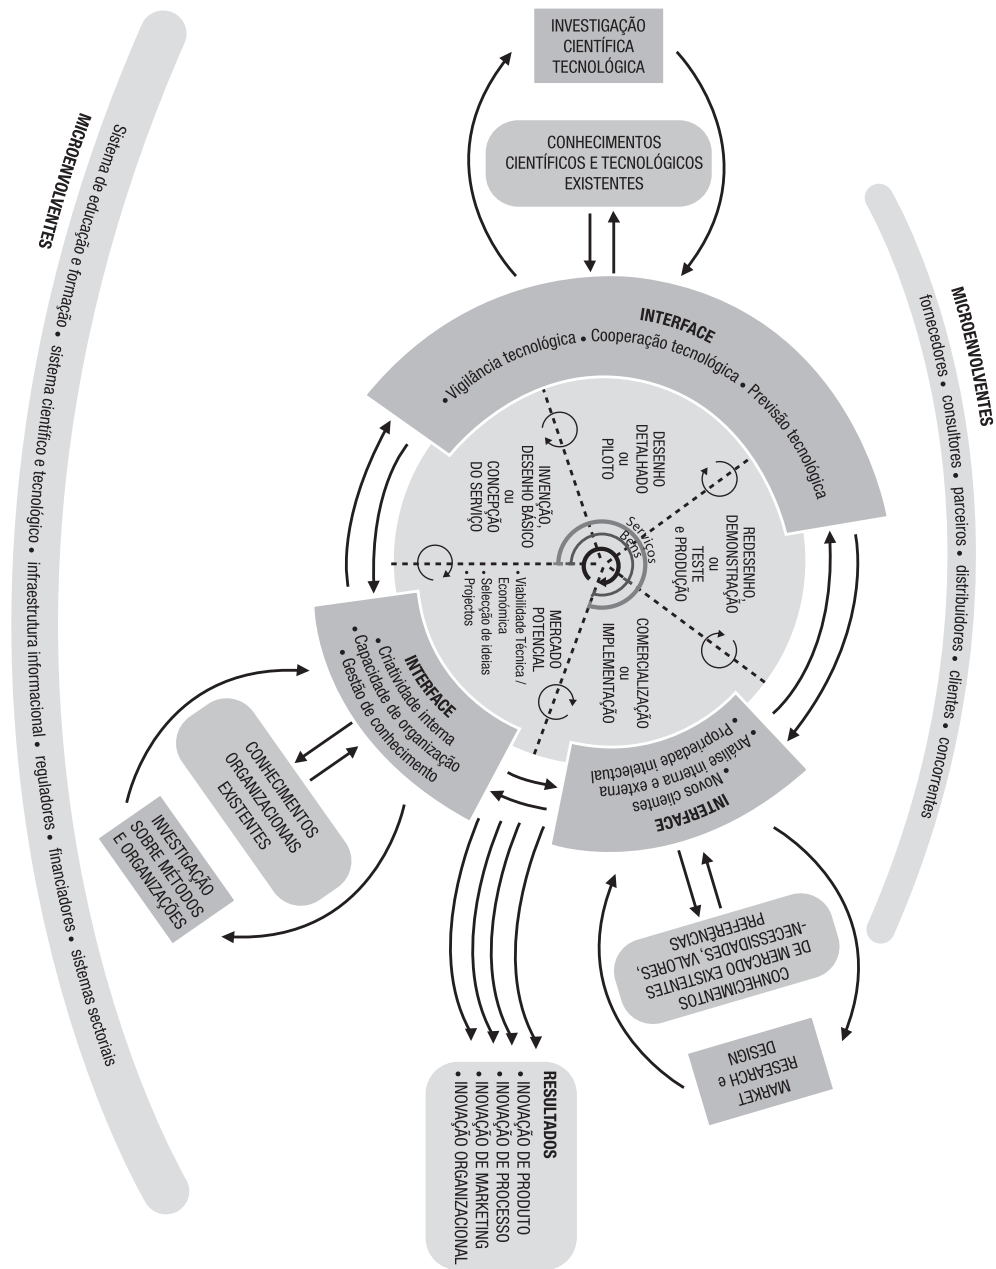 INVESTIGAÇÃO
CIENTÍFICA
TECNOLÓGICA
CONHECIMENTOS
CIENTÍFICOS E TECNOLÓGICOS
EXISTENTES
INTERFACE
• Vigilância tecnológica • Cooperação tecnológica • Previsão tecnológica
MICROENVOLVENTES
Sistema de educação e formação • sistema científico e tecnológico • infraestrutura informacional • reguladores • financiadores • sistemas sectoriais
MICROENVOLVENTES
fornecedores • consultores • parceiros • distribuidores • clientes • concorrentes
INVENÇÃO,
DESENHO BÁSICO
ou
CONCEPÇÃO
DO SERVIÇO
DESENHO
DETALHADO
ou
PILOTO
REDESENHO,
DEMONSTRAÇÃO
ou
TESTE
e PRODUÇÃO
COMERCIALIZAÇÃO
ou
IMPLEMENTAÇÃO
MERCADO
POTENCIAL
• Viabilidade Técnica /
Económica
• Selecção de ideias
• Projectos
Serviços
Bens
INTERFACE
• Criatividade interna
• Capacidade de organização
• Gestão de conhecimento
CONHECIMENTOS
ORGANIZACIONAIS
EXISTENTES
INVESTIGAÇÃO
SOBRE MÉTODOS
E ORGANIZAÇÕES
INTERFACE
• Novos clientes
• Análise interna e externa
• Propriedade intelectual
CONHECIMENTOS
DE MERCADO EXISTENTES
-NECESSIDADES, VALORES,
PREFERÊNCIAS
MARKET
RESEARCH e
DESIGN
RESULTADOS
• INOVAÇÃO DE PRODUTO
• INOVAÇÃO DE PROCESSO
• INOVAÇÃO DE MARKETING
• INOVAÇÃO ORGANIZACIONAL